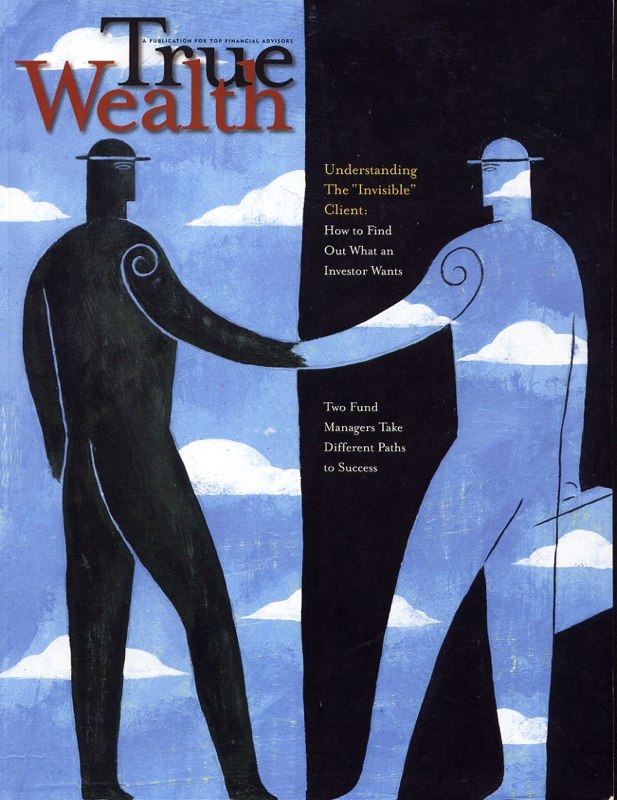 A PUBLICATION FOR TOP FINANCIAL ADVISORS
True
Wealth
Understanding
The "Invisible"
Client:
How to Find
Out What an
Investor Wants
Two Fund
Managers Take
Different Paths
to Success